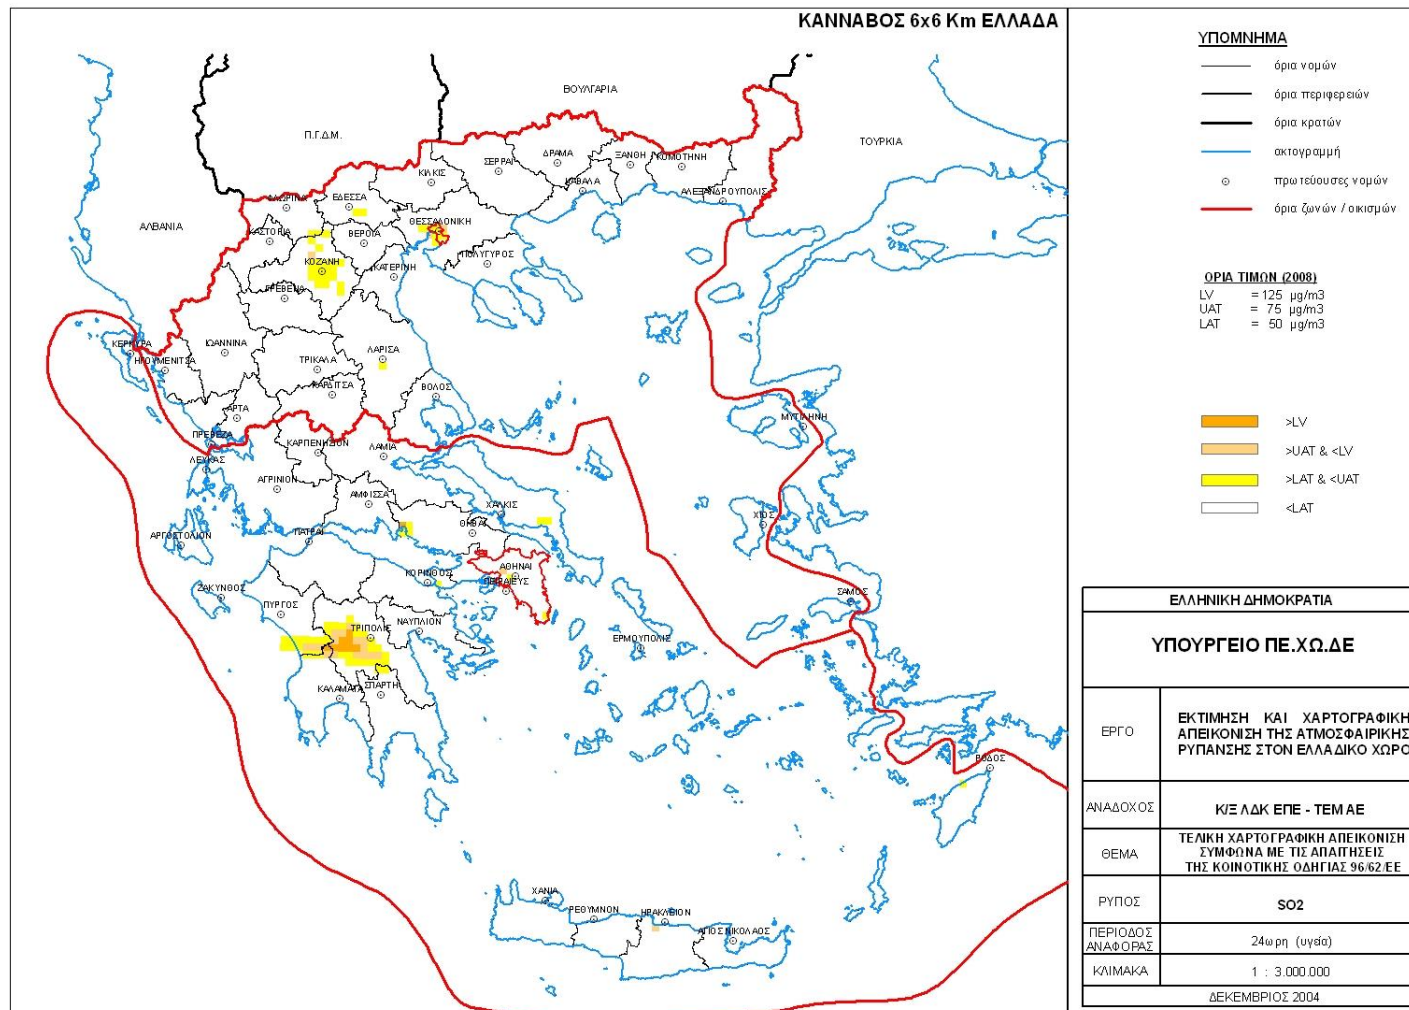 ΚΑΝΝΑΒΟΣ 6x6 Km ΕΛΛΑΔΑ
ΒΟΥΛΓΑΡΙΑ
Π.Γ.Δ.Μ.
ΤΟΥΡΚΙΑ
ΑΛΒΑΝΙΑ
ΔΡΑΜΑ
ΞΑΝΘΗ
ΚΟΜΟΤΗΝΗ
ΣΕΡΡΑΙ
ΚΙΛΚΙΣ
ΚΑΒΑΛΑ
ΑΛΕΞΑΝΔΡΟΥΠΟΛΙΣ
ΦΛΩΡΙΝΑ
ΕΔΕΣΣΑ
ΘΕΣΣΑΛΟΝΙΚΗ
ΚΑΣΤΟΡΙΑ
ΒΕΡΟΙΑ
ΠΟΛΥΓΥΡΟΣ
ΚΟΖΑΝΗ
ΚΑΤΕΡΙΝΗ
ΓΡΕΒΕΝΑ
ΚΕΡΚΥΡΑ
ΙΩΑΝΝΙΝΑ
ΗΓΟΥΜΕΝΙΤΣΑ
ΤΡΙΚΑΛΑ
ΛΑΡΙΣΑ
ΚΑΡΔΙΤΣΑ
ΒΟΛΟΣ
ΑΡΤΑ
ΜΥΤΙΛΗΝΗ
ΠΡΕΒΕΖΑ
ΚΑΡΠΕΝΗΣΙΟΝ
ΛΑΜΙΑ
ΛΕΥΚΑΣ
ΑΓΡΙΝΙΟΝ
ΑΜΦΙΣΣΑ
ΧΑΛΚΙΣ
ΧΙΟΣ
ΘΗΒΑΙ
ΠΑΤΡΑΙ
ΑΡΓΟΣΤΟΛΙΟΝ
ΑΘΗΝΑΙ
ΚΟΡΙΝΘΟΣ
ΠΕΙΡΑΙΕΥΣ
ΖΑΚΥΝΘΟΣ
ΣΑΜΟΣ
ΠΥΡΓΟΣ
ΝΑΥΠΛΙΟΝ
ΤΡΙΠΟΛΙΣ
ΕΡΜΟΥΠΟΛΙΣ
ΣΠΑΡΤΗ
ΚΑΛΑΜΑΤΑ
ΡΟΔΟΣ
ΧΑΝΙΑ
ΡΕΘΥΜΝΟΝ
ΗΡΑΚΛΕΙΟΝ
ΑΓΙΟΣ ΝΙΚΟΛΑΟΣ
ΥΠΟΜΝΗΜΑ
όρια νομών
όρια περιφερειών
όρια κρατών
ακτογραμμή
πρωτεύουσες νομών
όρια ζωνών / οικισμών
ΟΡΙΑ ΤΙΜΩΝ (2008)
LV = 125 µg/m3
UAT = 75 µg/m3
LAT = 50 µg/m3
>LV
>UAT & <LV
>LAT & <UAT
<LAT
ΕΛΛΗΝΙΚΗ ΔΗΜΟΚΡΑΤΙΑ
ΥΠΟΥΡΓΕΙΟ ΠΕ.ΧΩ.ΔΕ
ΕΡΓΟ
ΕΚΤΙΜΗΣΗ ΚΑΙ ΧΑΡΤΟΓΡΑΦΙΚΗ
ΑΠΕΙΚΟΝΙΣΗ ΤΗΣ ΑΤΜΟΣΦΑΙΡΙΚΗΣ
ΡΥΠΑΝΣΗΣ ΣΤΟΝ ΕΛΛΑΔΙΚΟ ΧΩΡΟ
ΑΝΑΔΟΧΟΣ
Κ/Ξ ΛΔΚ ΕΠΕ - ΤΕΜ ΑΕ
ΘΕΜΑ
ΤΕΛΙΚΗ ΧΑΡΤΟΓΡΑΦΙΚΗ ΑΠΕΙΚΟΝΙΣΗ
ΣΥΜΦΩΝΑ ΜΕ ΤΙΣ ΑΠΑΙΤΗΣΕΙΣ
ΤΗΣ ΚΟΙΝΟΤΙΚΗΣ ΟΔΗΓΙΑΣ 96/62/ΕΕ
ΡΥΠΟΣ
SO2
ΠΕΡΙΟΔΟΣ
ΑΝΑΦΟΡΑΣ
24ωρη (υγεία)
ΚΛΙΜΑΚΑ
1 : 3.000.000
ΔΕΚΕΜΒΡΙΟΣ 2004